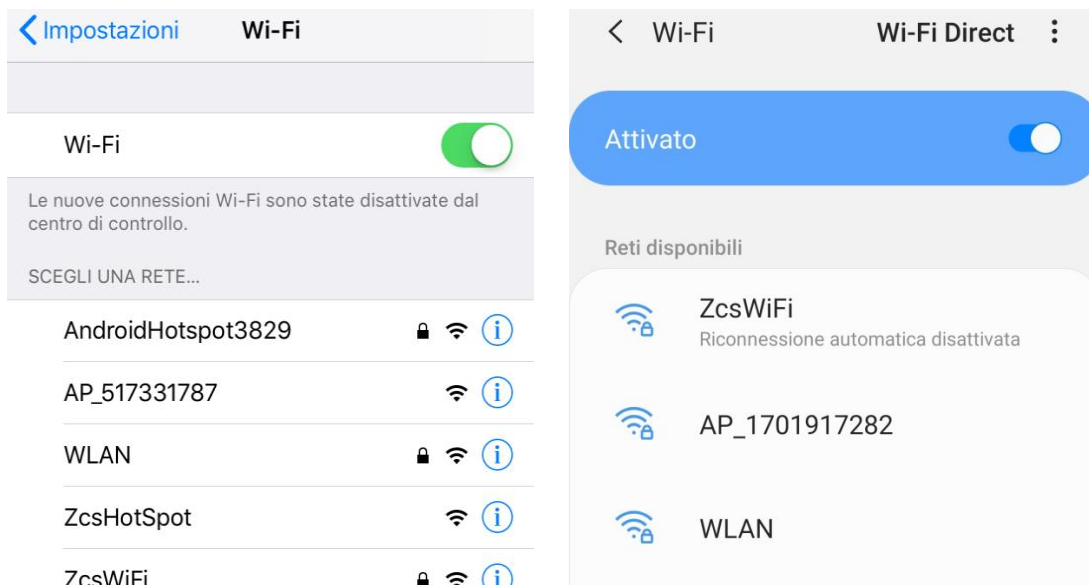 Impostazioni Wi-Fi
Wi-Fi
Le nuove connessioni Wi-Fi sono state disattivate dal
centro di controllo.
SCEGLI UNA RETE...
AndroidHotspot3829
AP_517331787
WLAN
ZcsHotSpot
ZcsWiFi
Wi-Fi Wi-Fi Direct
Attivato
Reti disponibili
ZcsWiFi
Riconnessione automatica disattivata
AP_1701917282
WLAN